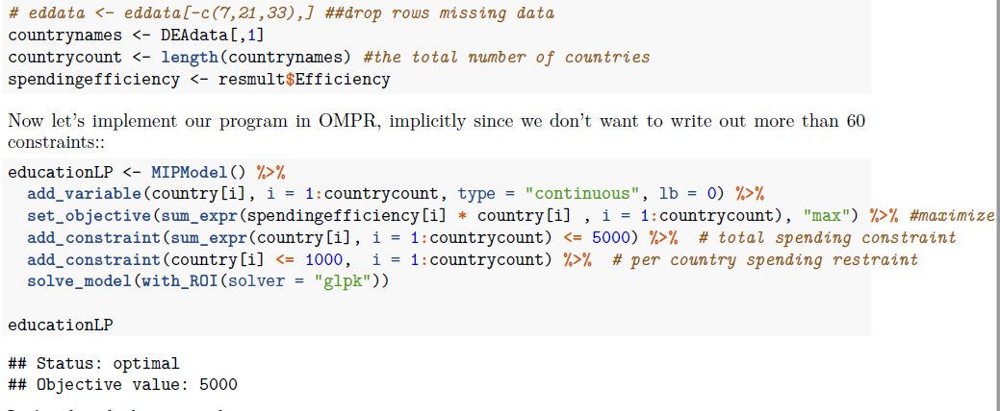 # eddata <- eddata[-c(7,21,33),] ##drop rows missing data
countrynames <- DEAdata[,1]
countrycount <- length(countrynames) #the total number of countries
spendingefficiency <- resmult$Efficiency
Now let's implement our program in OMPR, implicitly since we don't want to write out more than 60
constraints::
educationLP <- MIPModel() %>%
  add_variable(country[i], i = 1:countrycount, type = "continuous", lb = 0) %>%
  set_objective(sum_expr(spendingefficiency[i] * country[i] , i = 1:countrycount), "max") %>% #maximize
  add_constraint(sum_expr(country[i], i = 1:countrycount) <= 5000) %>%  # total spending constraint
  add_constraint(country[i] <= 1000,  i = 1:countrycount) %>%  # per country spending restraint
  solve_model(with_ROI(solver = "glpk"))
educationLP
## Status: optimal
## Objective value: 5000